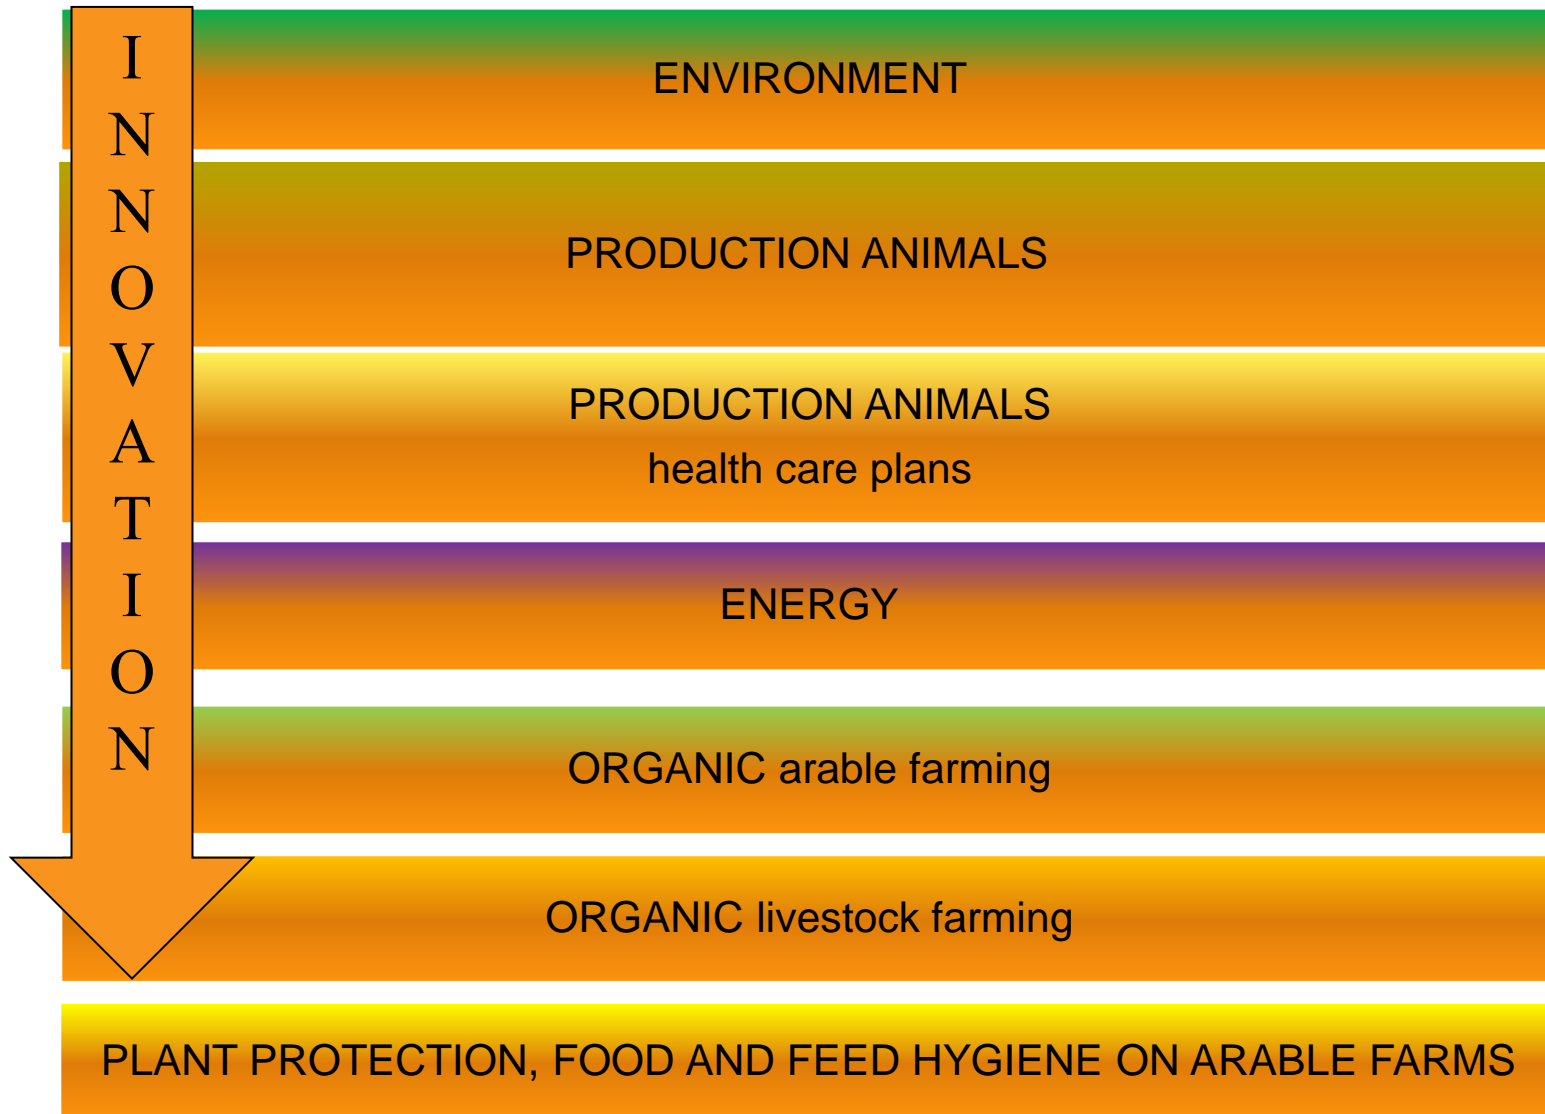 INNOVATION
ENVIRONMENT
PRODUCTION ANIMALS
PRODUCTION ANIMALS
health care plans
ENERGY
ORGANIC arable farming
ORGANIC livestock farming
PLANT PROTECTION, FOOD AND FEED HYGIENE ON ARABLE FARMS